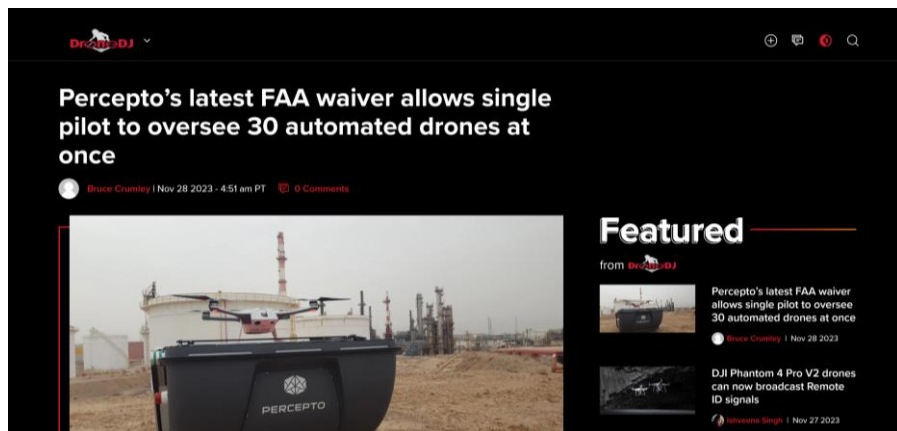 DroneDJ
Percepto's latest FAA waiver allows single
pilot to oversee 30 automated drones at
once
Bruce Crumley | Nov 28 2023 - 4:51 am PT
0 Comments
PERCEPTO
Featured
from DroneDJ
Percepto's latest FAA waiver
allows single pilot to oversee
30 automated drones at once
Bruce Crumley | Nov 28 2023
DJI Phantom 4 Pro V2 drones
can now broadcast Remote
ID signals
Ishveena Singh | Nov 27 2023